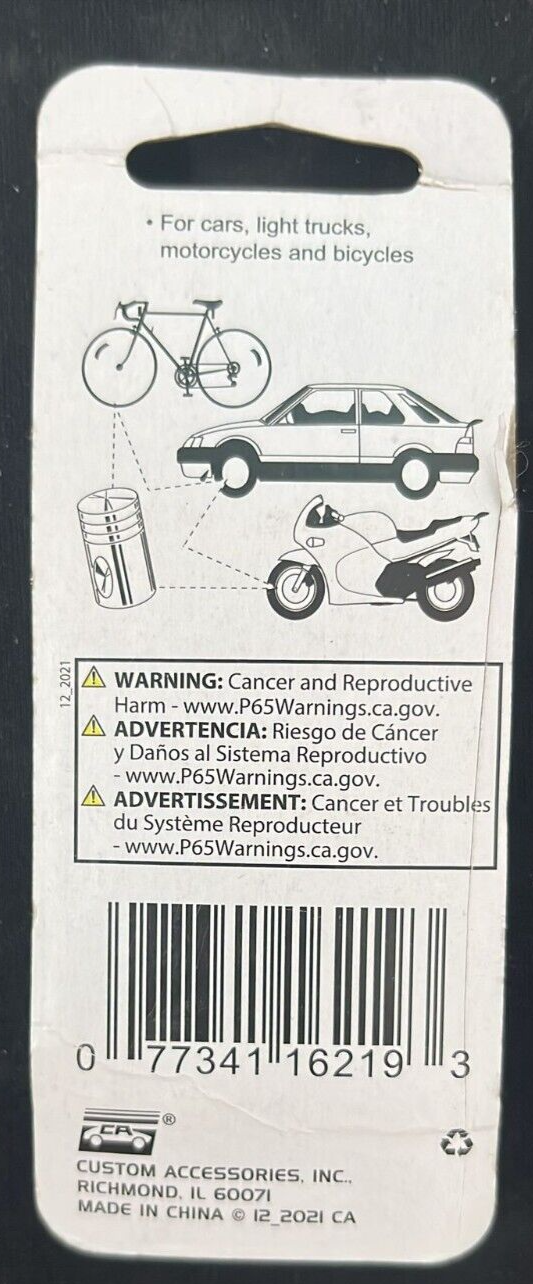 • For cars, light trucks,
motorcycles and bicycles
12_2021
WARNING: Cancer and Reproductive
Harm - www.P65Warnings.ca.gov.
ADVERTENCIA: Riesgo de Cáncer
y Daños al Sistema Reproductivo
- www.P65Warnings.ca.gov.
ADVERTISSEMENT: Cancer et Troubles
du Système Reproducteur
- www.P65Warnings.ca.gov.
0 77341 16219 3
CA ®
CUSTOM ACCESSORIES, INC.,
RICHMOND, IL 60071
MADE IN CHINA © 12_2021 CA